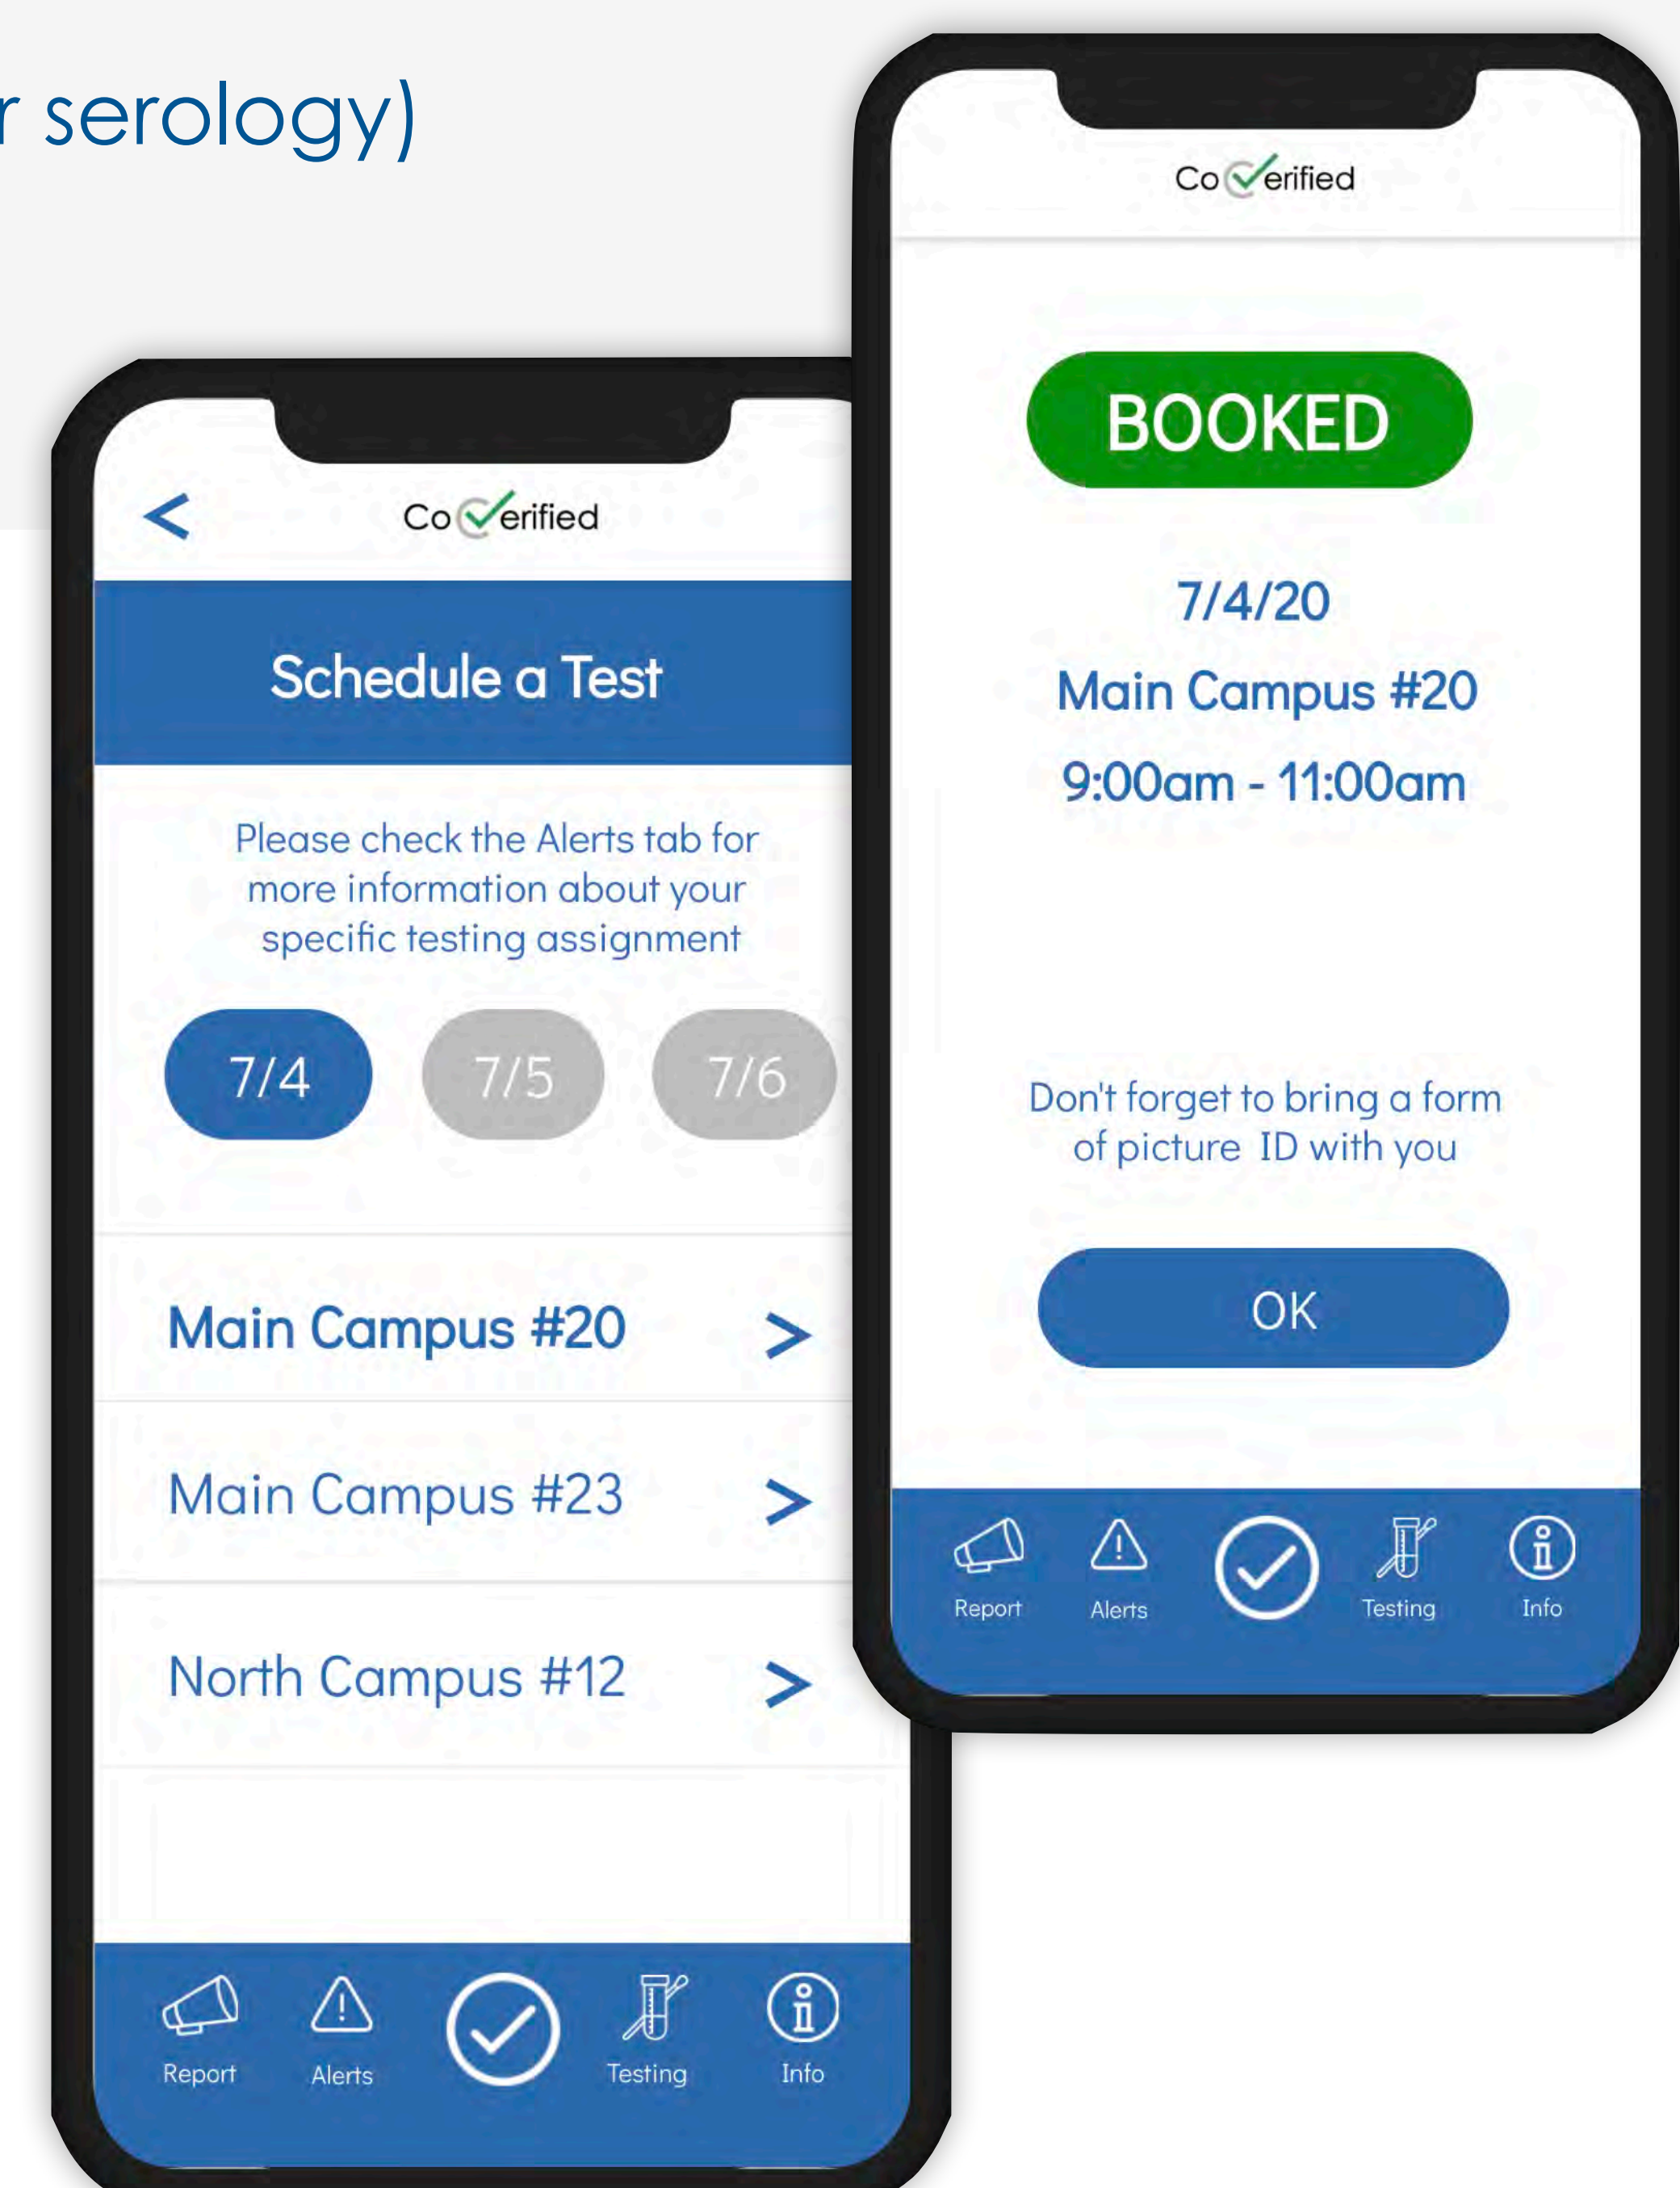 r serology)
CoVerified
Schedule a Test
Please check the Alerts tab for
more information about your
specific testing assignment
7/4 7/5 7/6
Main Campus #20 >
Main Campus #23 >
North Campus #12 >
Report Alerts Testing Info
CoVerified
BOOKED
7/4/20
Main Campus #20
9:00am - 11:00am
Don't forget to bring a form
of picture ID with you
OK
Report Alerts Testing Info